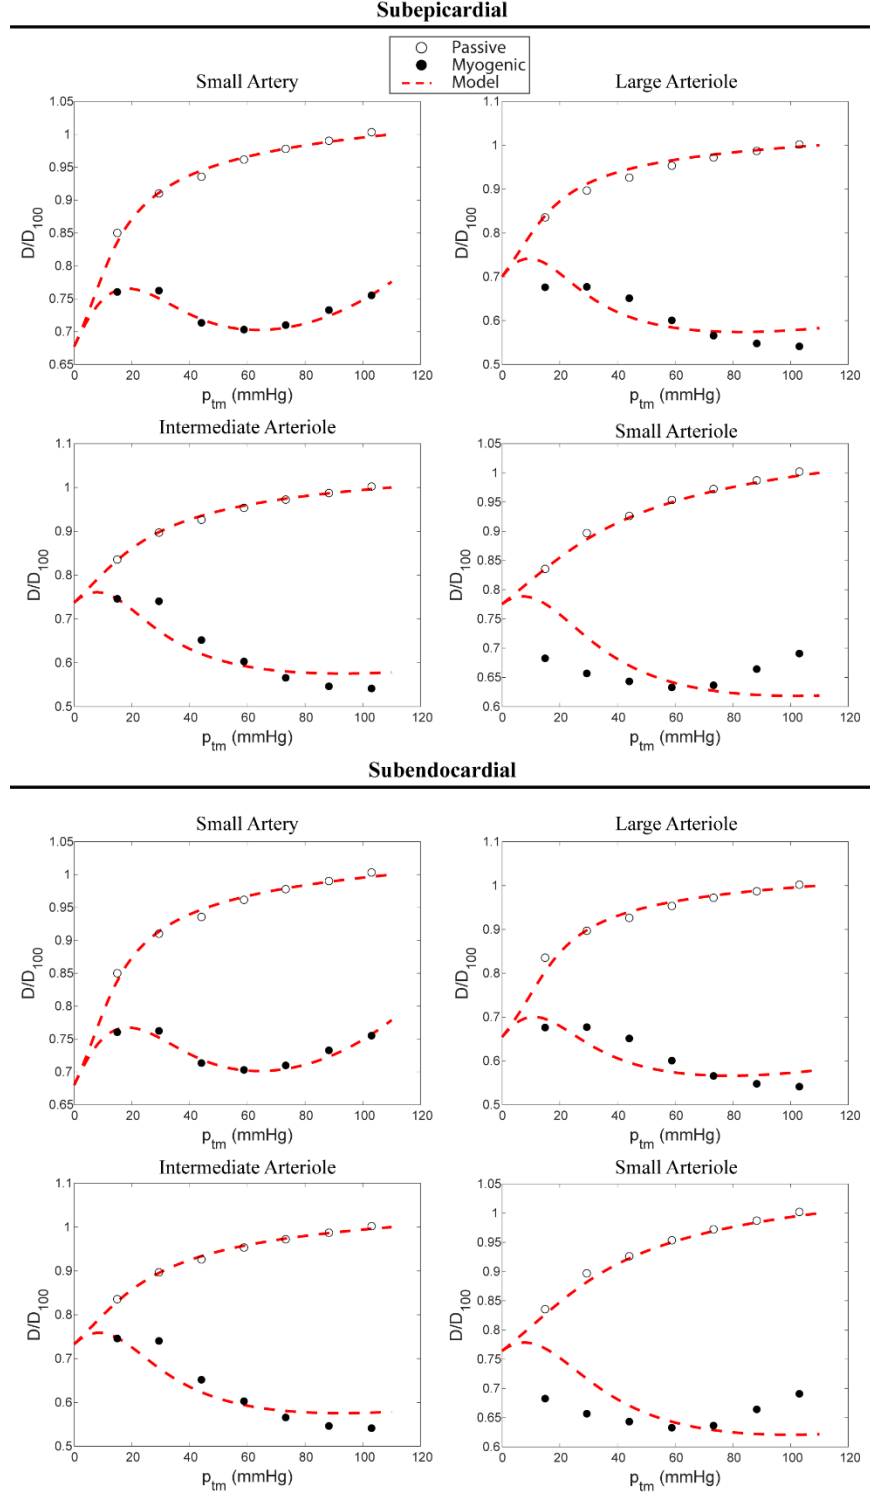 Subepicardial
Passive
Myogenic
Model
Small Artery
1.05
1
0.95
0.9
0.85
0.8
0.75
0.7
0.65
0 20 40 60 80 100 120
D/D100
ptm (mmHg)
Large Arteriole
1.1
1
0.9
0.8
0.7
0.6
0.5
0 20 40 60 80 100 120
D/D100
ptm (mmHg)
Intermediate Arteriole
1.1
1
0.9
0.8
0.7
0.6
0.5
0 20 40 60 80 100 120
D/D100
ptm (mmHg)
Small Arteriole
1.05
1
0.95
0.9
0.85
0.8
0.75
0.7
0.65
0.6
0 20 40 60 80 100 120
D/D100
ptm (mmHg)
Subendocardial
Small Artery
1.05
1
0.95
0.9
0.85
0.8
0.75
0.7
0.65
0 20 40 60 80 100 120
D/D100
ptm (mmHg)
Large Arteriole
1.1
1
0.9
0.8
0.7
0.6
0.5
0 20 40 60 80 100 120
D/D100
ptm (mmHg)
Intermediate Arteriole
1.1
1
0.9
0.8
0.7
0.6
0.5
0 20 40 60 80 100 120
D/D100
ptm (mmHg)
Small Arteriole
1.05
1
0.95
0.9
0.85
0.8
0.75
0.7
0.65
0.6
0 20 40 60 80 100 120
D/D100
ptm (mmHg)